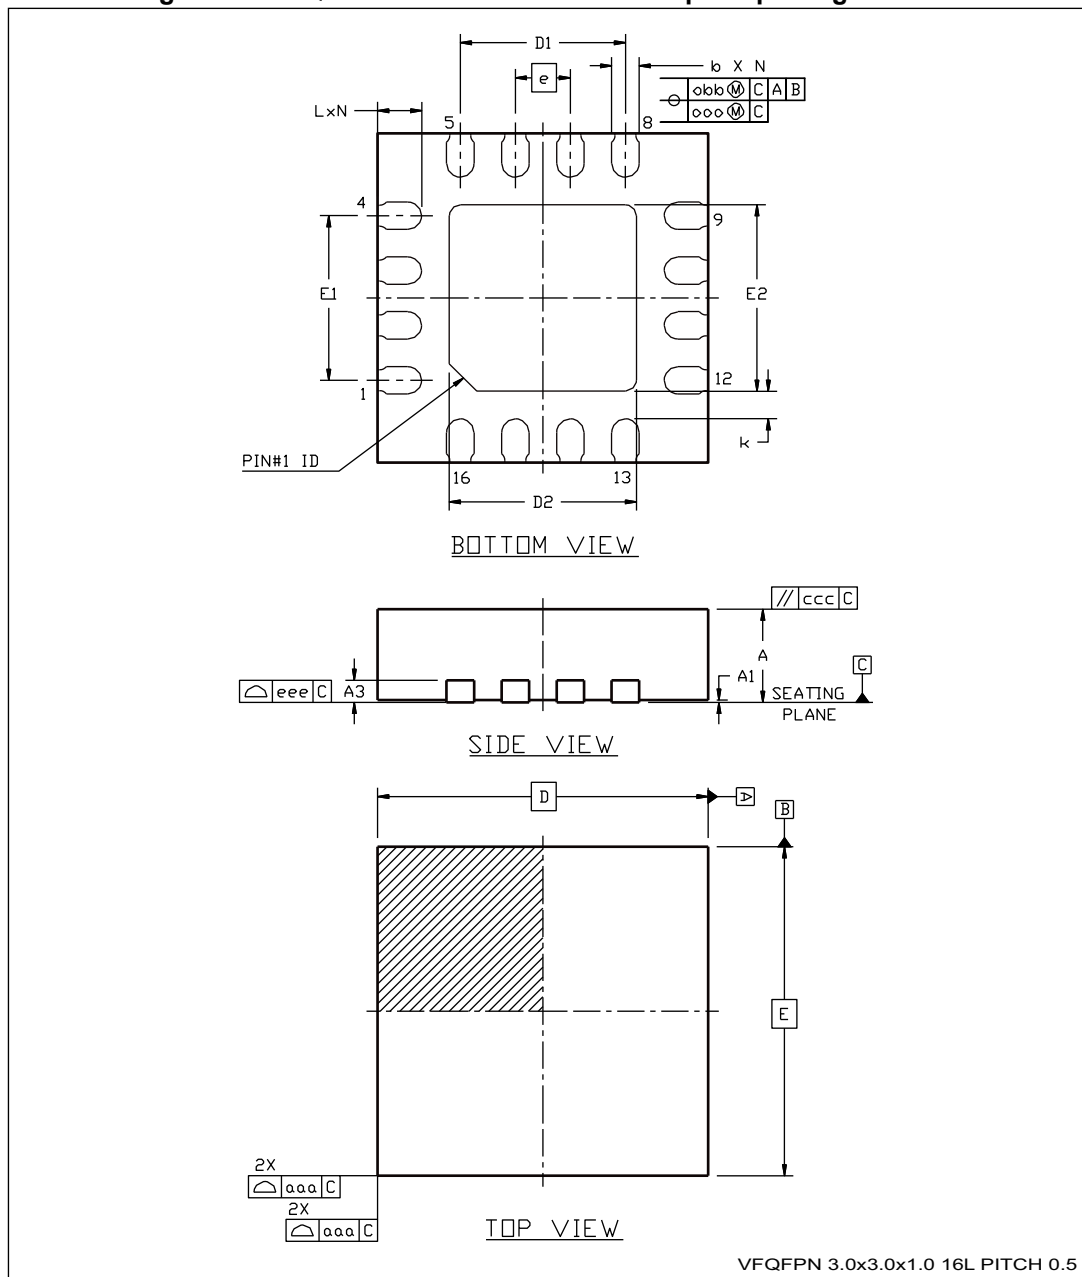 D1
e
b X N
bbb Ⓜ C A B
ooo Ⓜ C
LxN
5
8
4
9
E1
E2
1
12
k
PIN#1 ID
16
13
D2
BOTTOM VIEW
// ccc C
A
A1
C
eee C
A3
SEATING
PLANE
SIDE VIEW
D
A
B
E
2X
aaa C
2X
aaa C
TOP VIEW
VFQFPN 3.0x3.0x1.0 16L PITCH 0.5